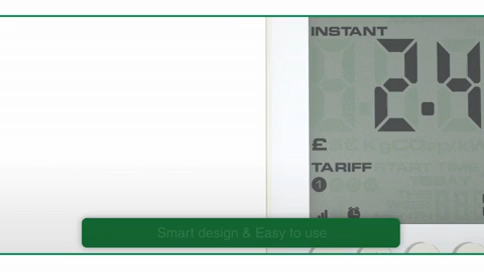 INSTANT
2.4
£
TARIFF
1
Smart design & Easy to use